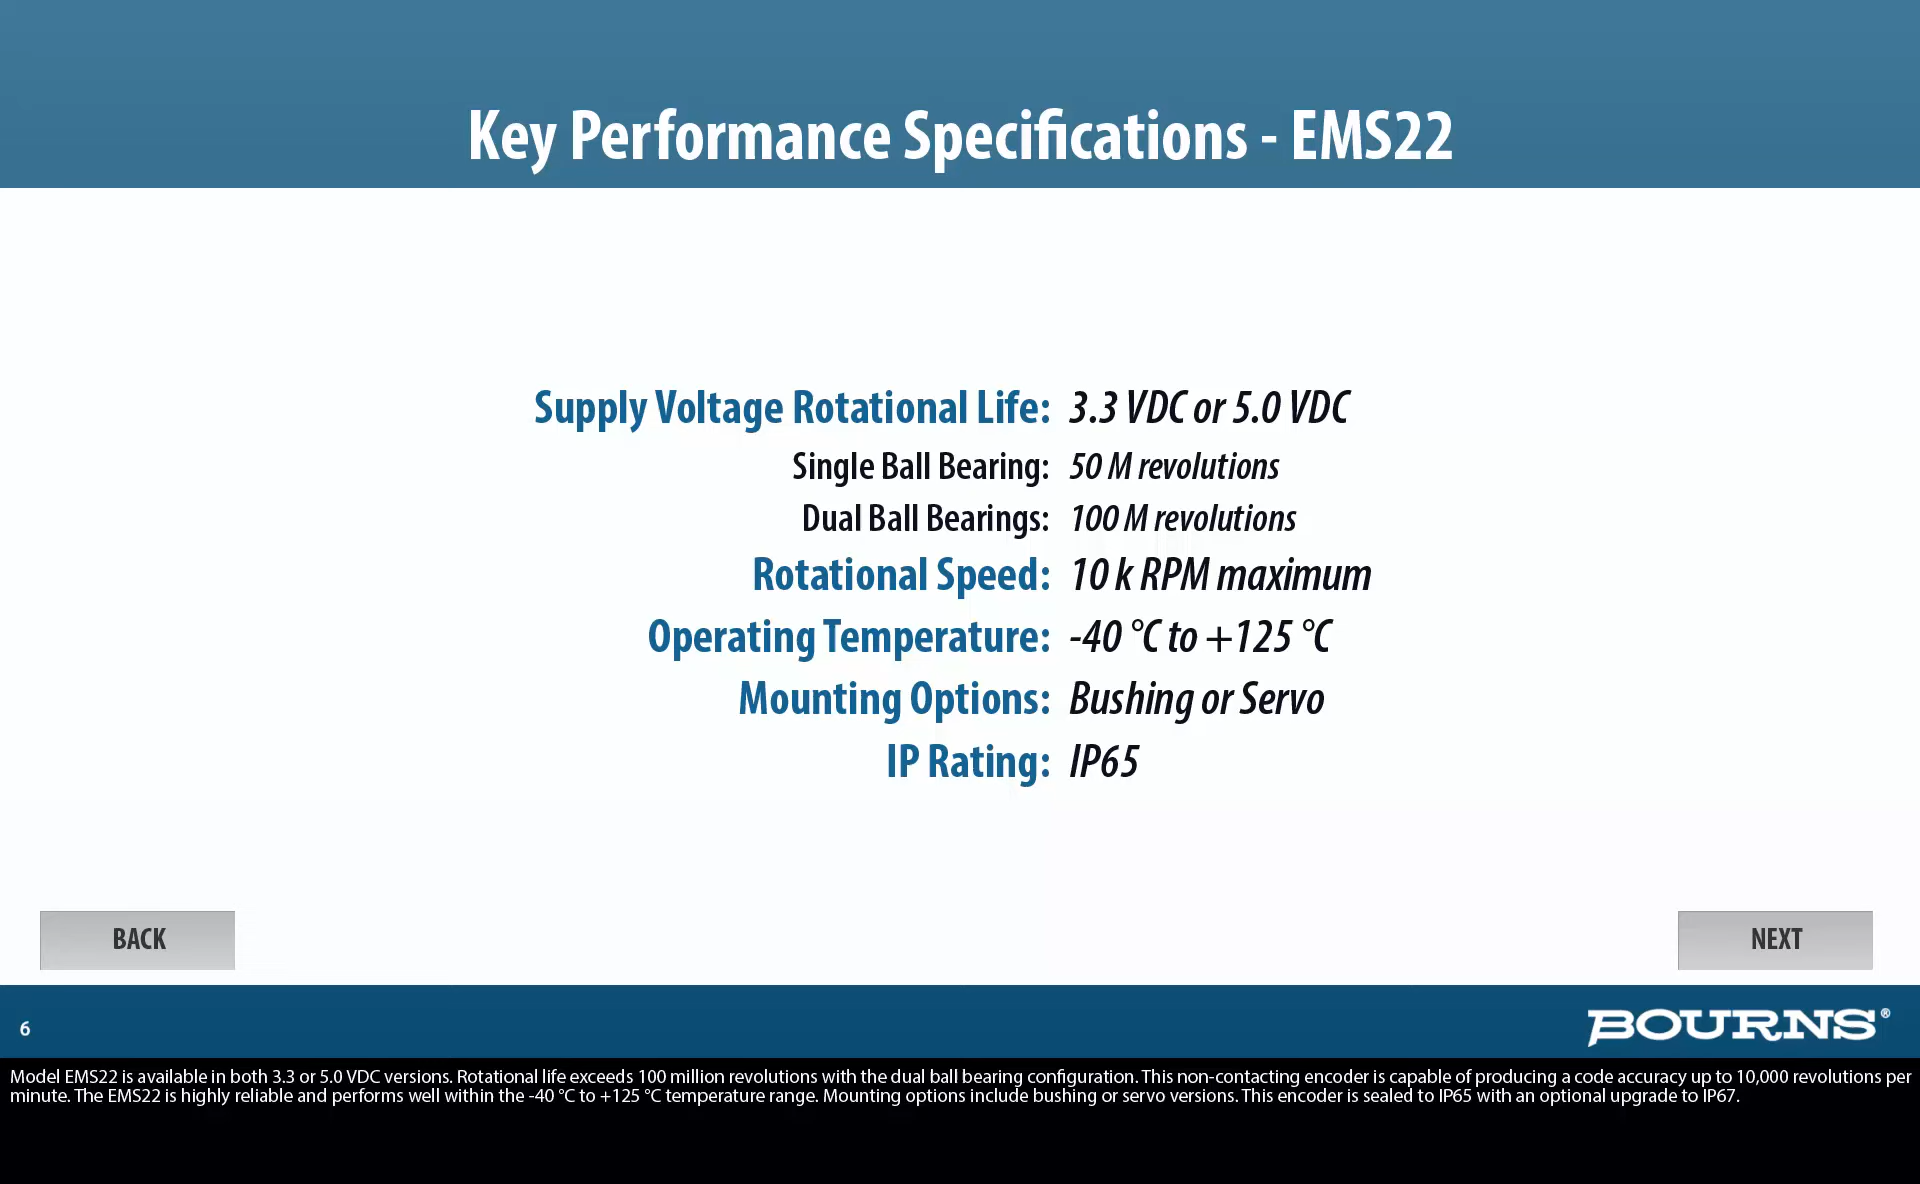 Key Performance Specifications - EMS22
Supply Voltage Rotational Life: 3.3 VDC or 5.0 VDC
Single Ball Bearing: 50 M revolutions
Dual Ball Bearings: 100 M revolutions
Rotational Speed: 10 k RPM maximum
Operating Temperature: -40 °C to +125 °C
Mounting Options: Bushing or Servo
IP Rating: IP65
BACK
NEXT
6
BOURNS®
Model EMS22 is available in both 3.3 or 5.0 VDC versions. Rotational life exceeds 100 million revolutions with the dual ball bearing configuration. This non-contacting encoder is capable of producing a code accuracy up to 10,000 revolutions per
minute. The EMS22 is highly reliable and performs well within the -40 °C to +125 °C temperature range. Mounting options include bushing or servo versions. This encoder is sealed to IP65 with an optional upgrade to IP67.